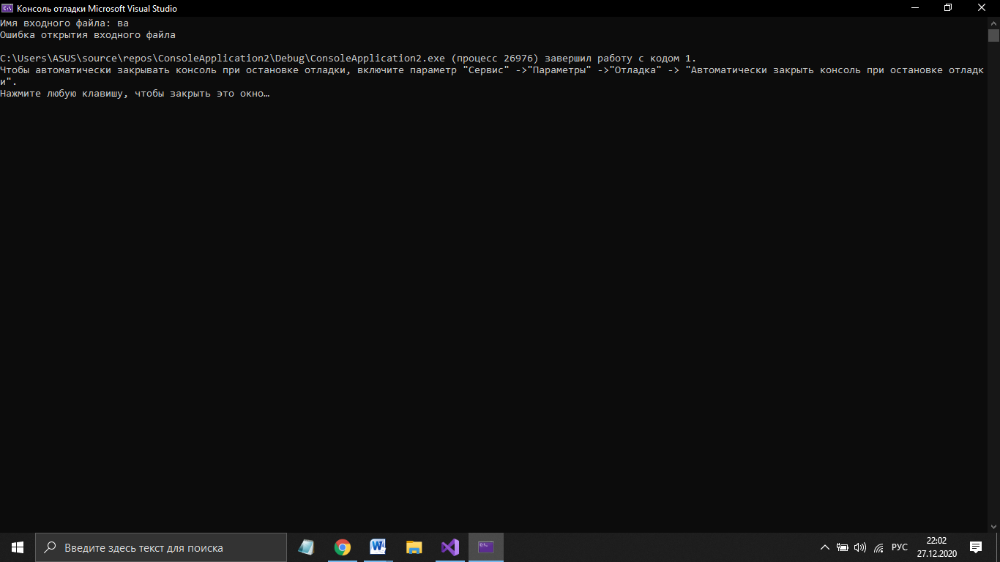 Консоль отладки Microsoft Visual Studio
Имя входного файла: ва
Ошибка открытия входного файла
C:\Users\ASUS\source\repos\ConsoleApplication2\Debug\ConsoleApplication2.exe (процесс 26976) завершил работу с кодом 1.
Чтобы автоматически закрывать консоль при остановке отладки, включите параметр "Сервис" ->"Параметры" ->"Отладка" -> "Автоматически закрыть консоль при остановке отладк
и".
Нажмите любую клавишу, чтобы закрыть это окно…
Введите здесь текст для поиска
РУС
22:02
27.12.2020